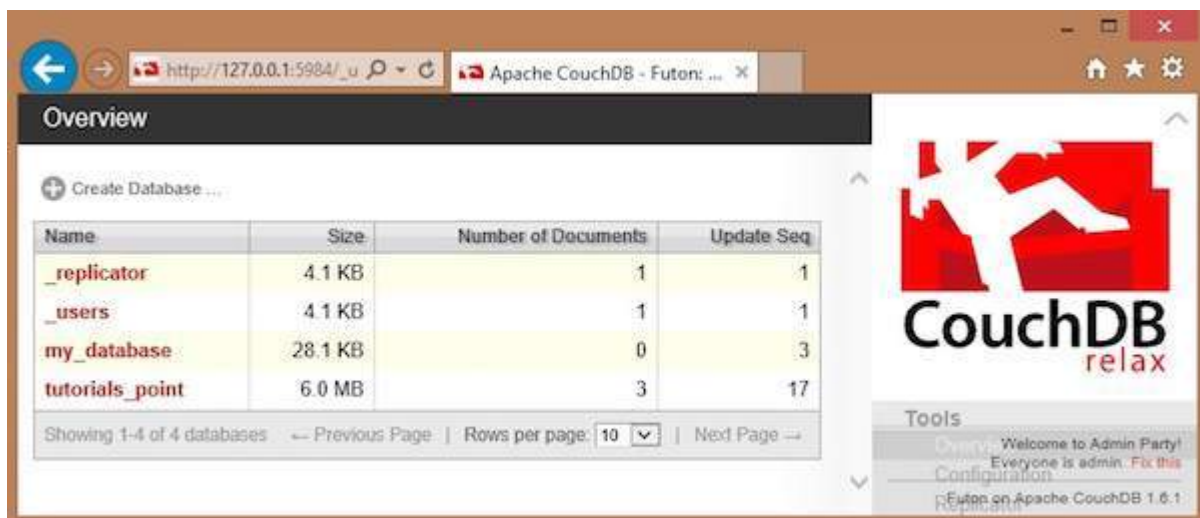 http://127.0.0.1:5984/_u
Apache CouchDB - Futon: ...
Overview
Create Database ...
Name Size Number of Documents Update Seq
_replicator 4.1 KB 1 1
_users 4.1 KB 1 1
my_database 28.1 KB 0 3
tutorials_point 6.0 MB 3 17
Showing 1-4 of 4 databases ← Previous Page | Rows per page: 10 | Next Page →
CouchDB
relax
Tools
Overview
Welcome to Admin Party!
Everyone is admin. Fix this
Configuration
Replicator
Futon on Apache CouchDB 1.6.1